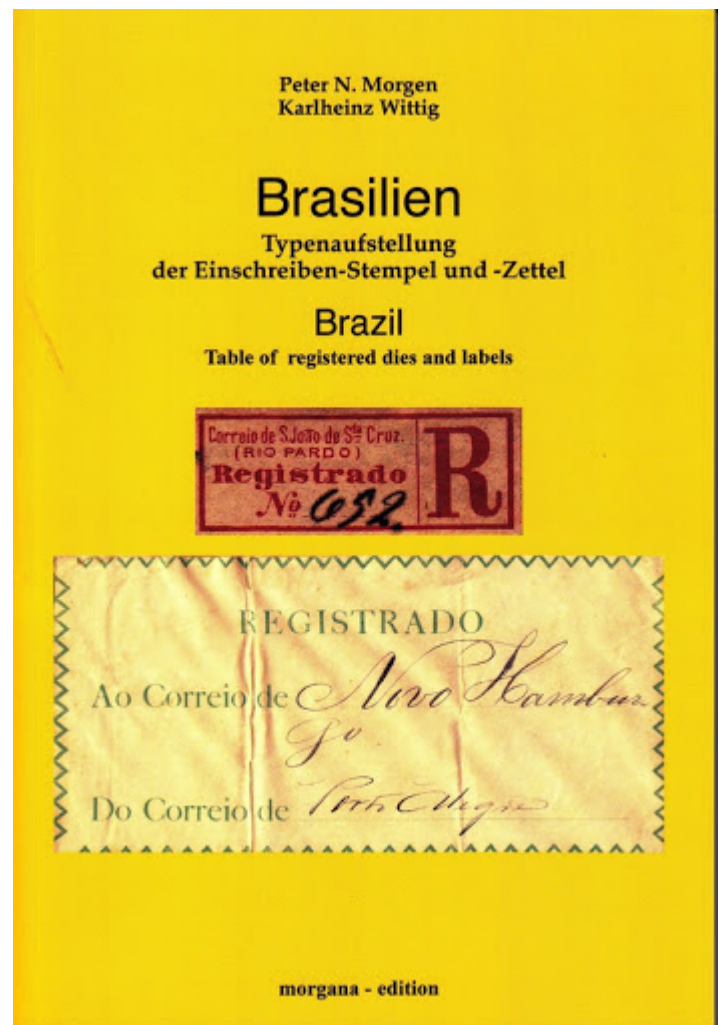 Peter N. Morgen
Karlheinz Wittig
Brasilien
Typenaufstellung
der Einschreiben-Stempel und -Zettel
Brazil
Table of registered dies and labels
Correio de S. João de Sta Cruz.
(RIO PARDO)
Registrado
No 652.
R
REGISTRADO
Ao Correio de Novo Hambur
go
Do Correio de Porto Alegre
morgana - edition